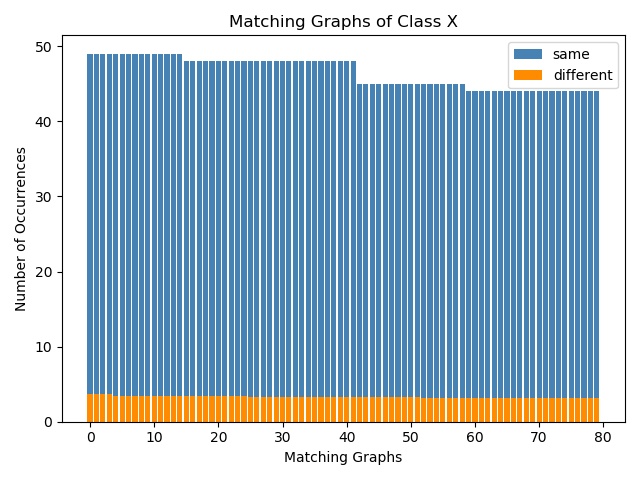 Matching Graphs of Class X
same
different
Number of Occurrences
50
40
30
20
10
0
0 10 20 30 40 50 60 70 80
Matching Graphs